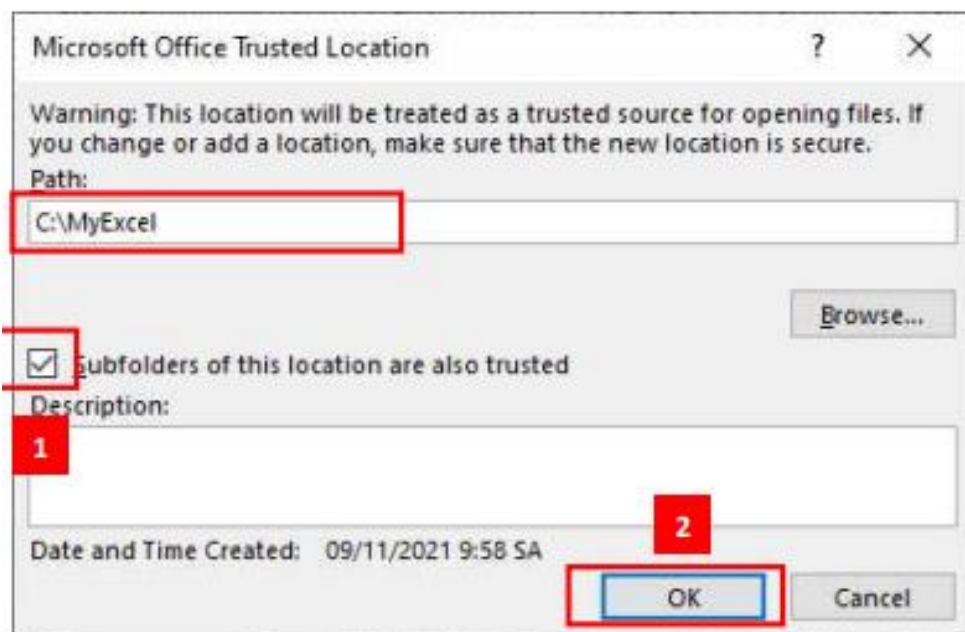 Microsoft Office Trusted Location
?
Warning: This location will be treated as a trusted source for opening files. If
you change or add a location, make sure that the new location is secure.
Path:
C:\MyExcel
Browse...
Subfolders of this location are also trusted
Description:
1
2
Date and Time Created: 09/11/2021 9:58 SA
OK
Cancel